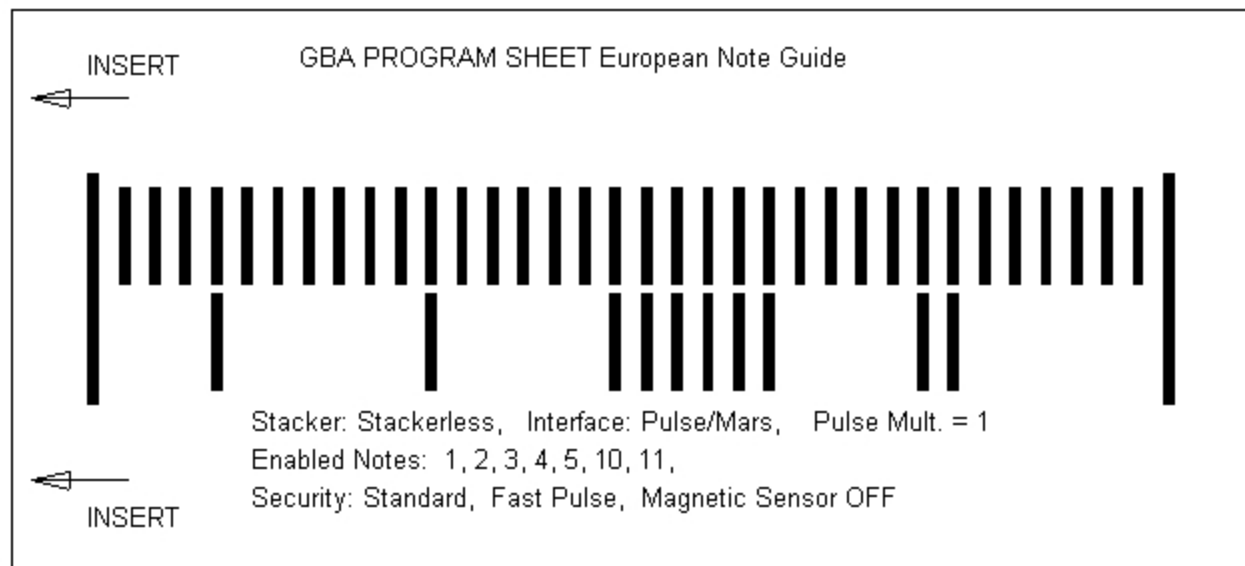 INSERT
GBA PROGRAM SHEET European Note Guide
Stacker: Stackerless, Interface: Pulse/Mars, Pulse Mult. = 1
Enabled Notes: 1, 2, 3, 4, 5, 10, 11,
Security: Standard, Fast Pulse, Magnetic Sensor OFF
INSERT